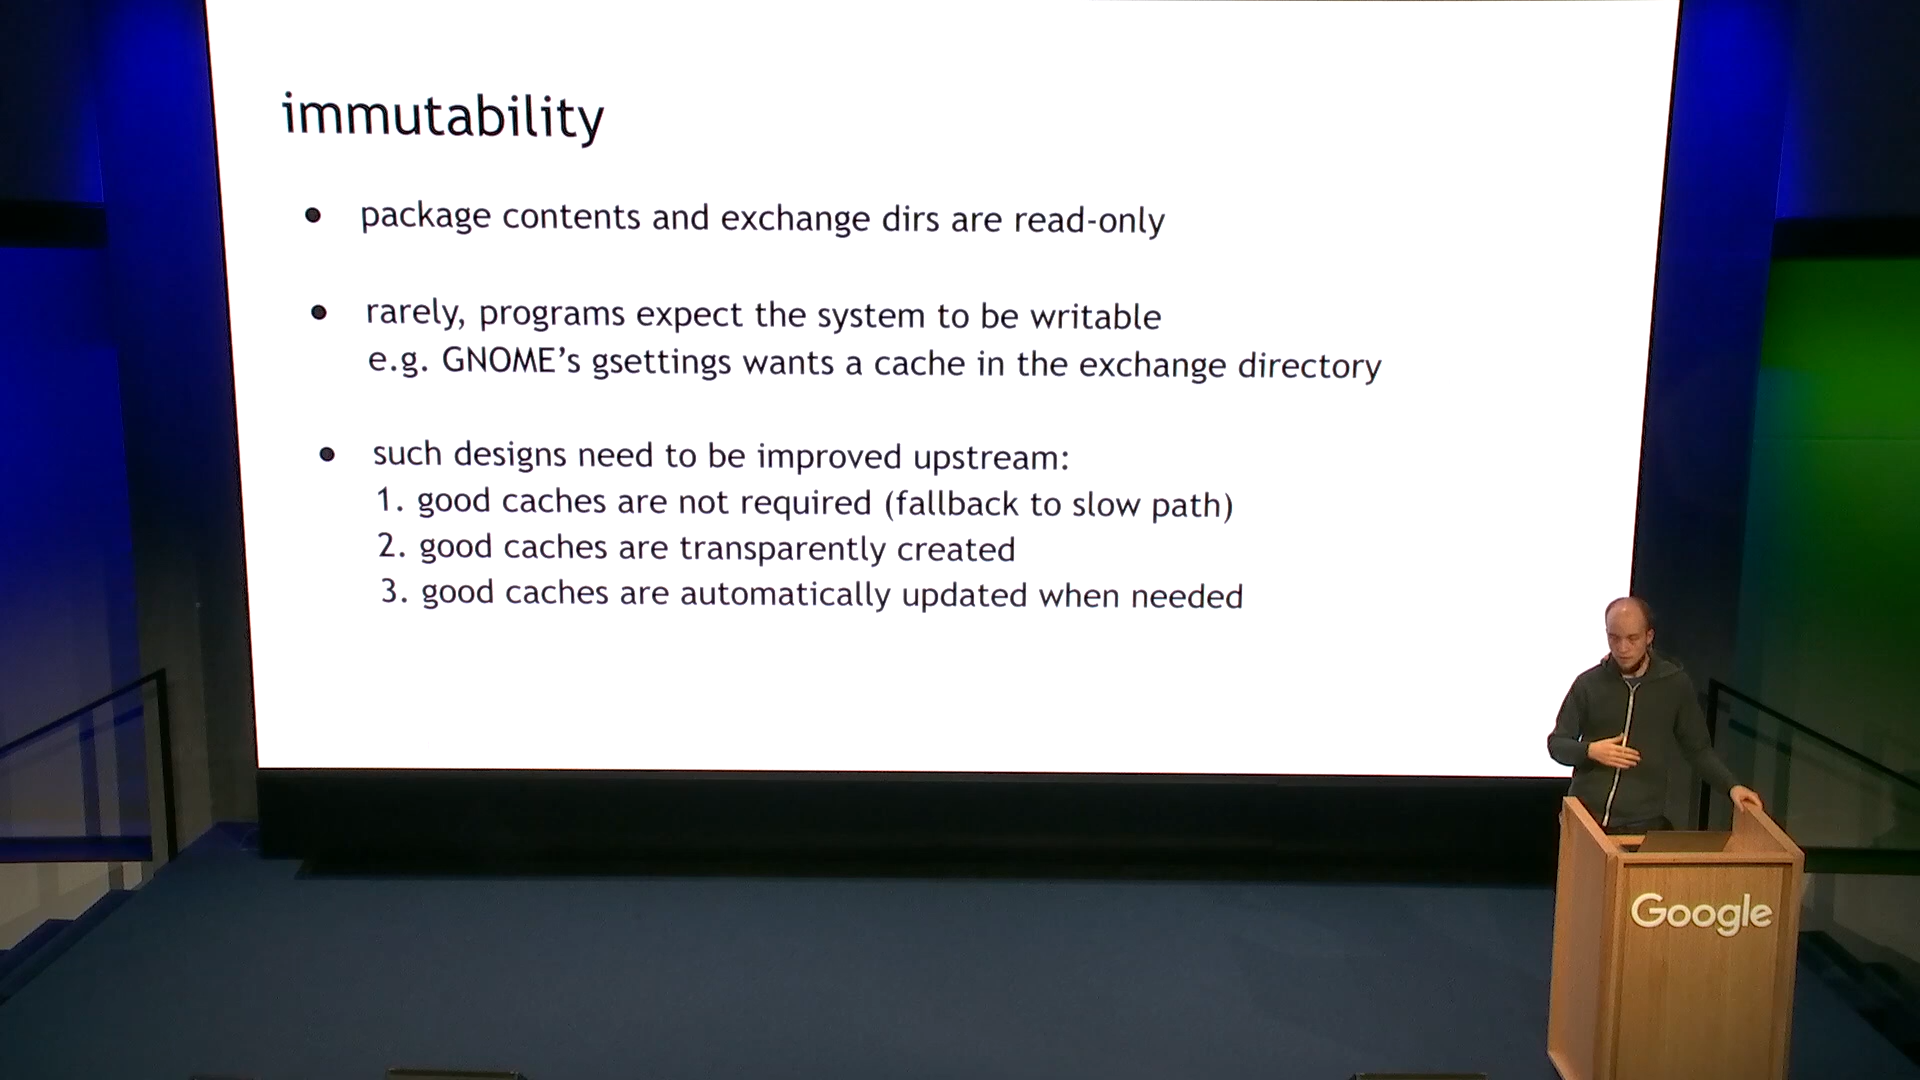 immutability
● package contents and exchange dirs are read-only
● rarely, programs expect the system to be writable
e.g. GNOME’s gsettings wants a cache in the exchange directory
● such designs need to be improved upstream:
1. good caches are not required (fallback to slow path)
2. good caches are transparently created
3. good caches are automatically updated when needed
Google